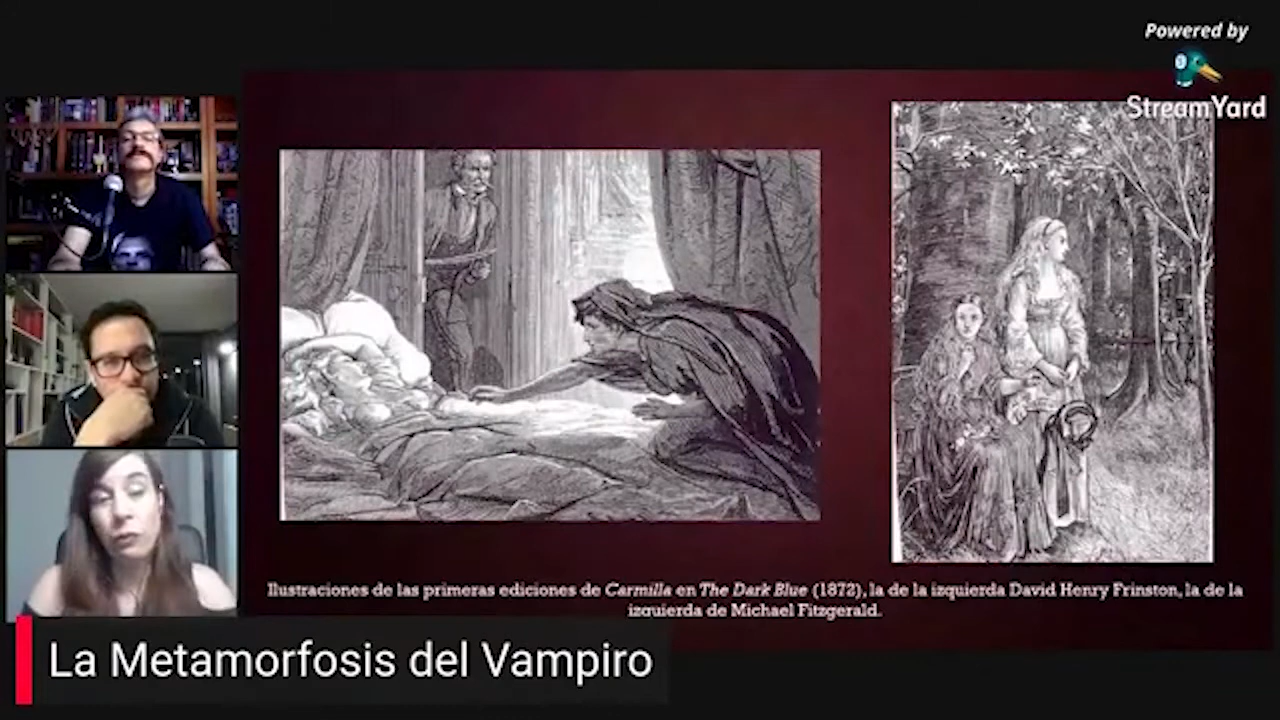 Powered by
StreamYard
Ilustraciones de las primeras ediciones de Carmilla en The Dark Blue (1872), la de la izquierda David Henry Frinston, la de la
izquierda de Michael Fitzgerald.
La Metamorfosis del Vampiro